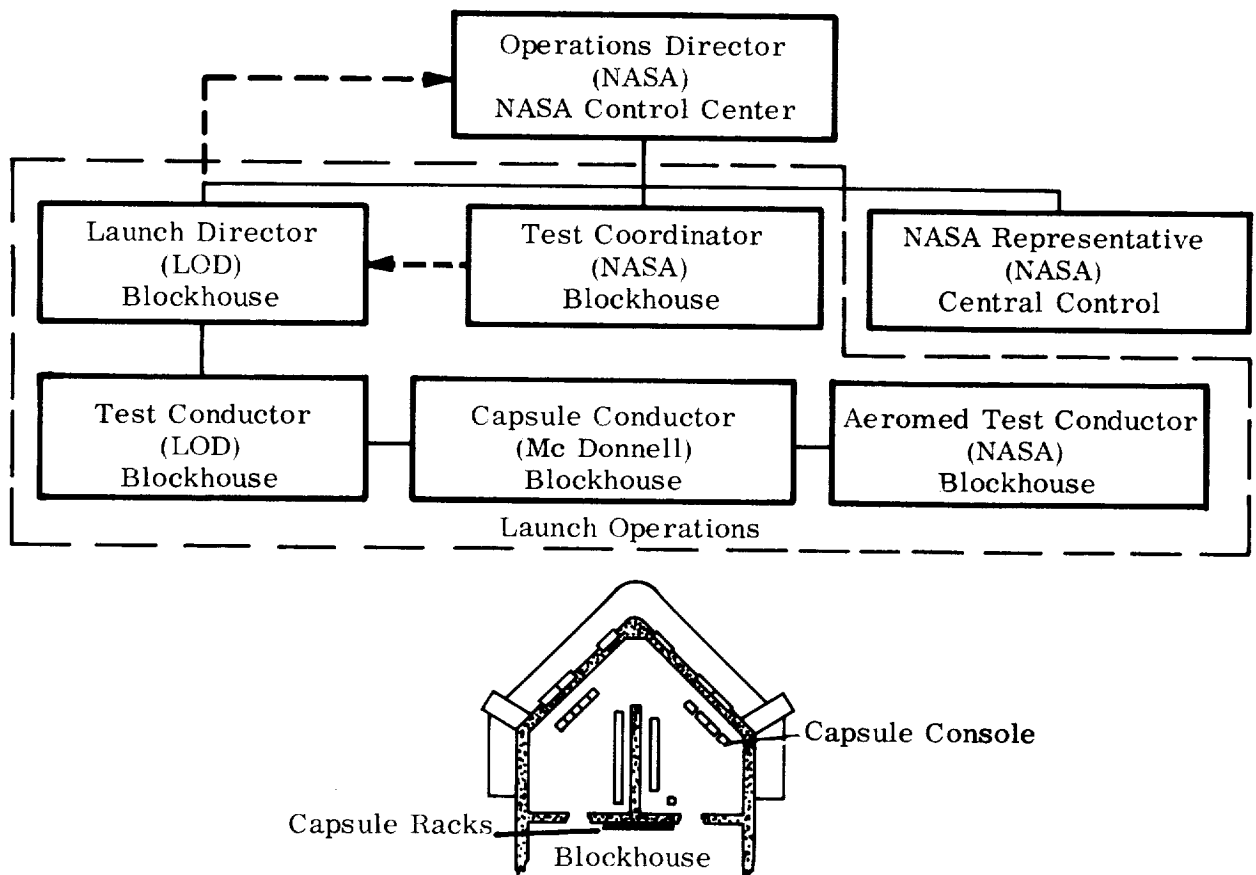 Operations Director
(NASA)
NASA Control Center
Launch Director
(LOD)
Blockhouse
Test Coordinator
(NASA)
Blockhouse
NASA Representative
(NASA)
Central Control
Test Conductor
(LOD)
Blockhouse
Capsule Conductor
(Mc Donnell)
Blockhouse
Aeromed Test Conductor
(NASA)
Blockhouse
Launch Operations
Capsule Console
Capsule Racks
Blockhouse